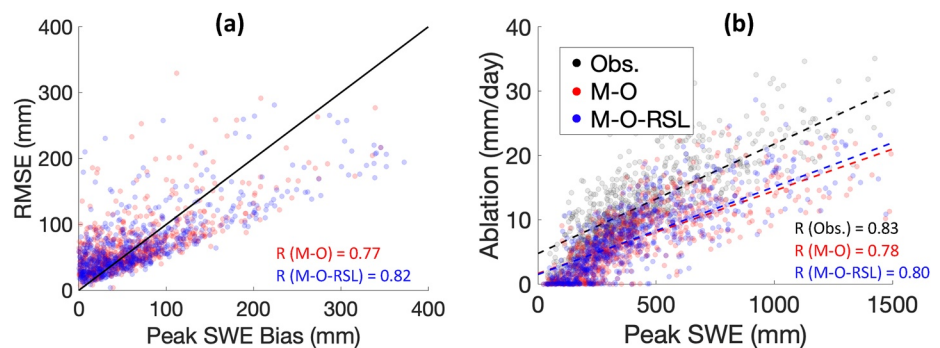 (a)
400
300
200
100
0
RMSE (mm)
R (M-O) = 0.77
R (M-O-RSL) = 0.82
0 100 200 300 400
Peak SWE Bias (mm)
(b)
40
30
20
10
0
Ablation (mm/day)
Obs.
M-O
M-O-RSL
R (Obs.) = 0.83
R (M-O) = 0.78
R (M-O-RSL) = 0.80
0 500 1000 1500
Peak SWE (mm)